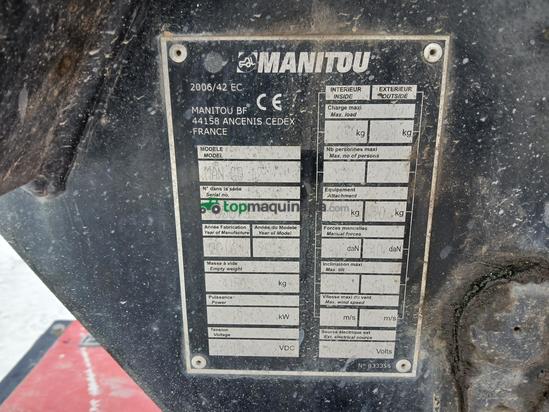 MANITOU
2006/42 EC
CE
MANITOU BF
44158 ANCENIS CEDEX
FRANCE
MODELE
MODEL
N° dans la série
Serial no.
Année Fabrication Année du Modèle
Year of Manufacture Year of Model
Masse à vide
Empty weight
kg
Puissance
Power
kW
Tension
Voltage
VDC
INTERIEUR EXTERIEUR
INSIDE OUTSIDE
Charge maxi
Max. load
kg kg
Nb personnes maxi
Max. no of persons
Equipement
Attachment
kg kg
Forces manuelles
Manual forces
daN daN
Inclinaison maxi
Max. tilt
Vitesse maxi du vent
Max. wind speed
m/s m/s
Source électrique ext
Ext. electrical source
Volts
topmaquinaria.com